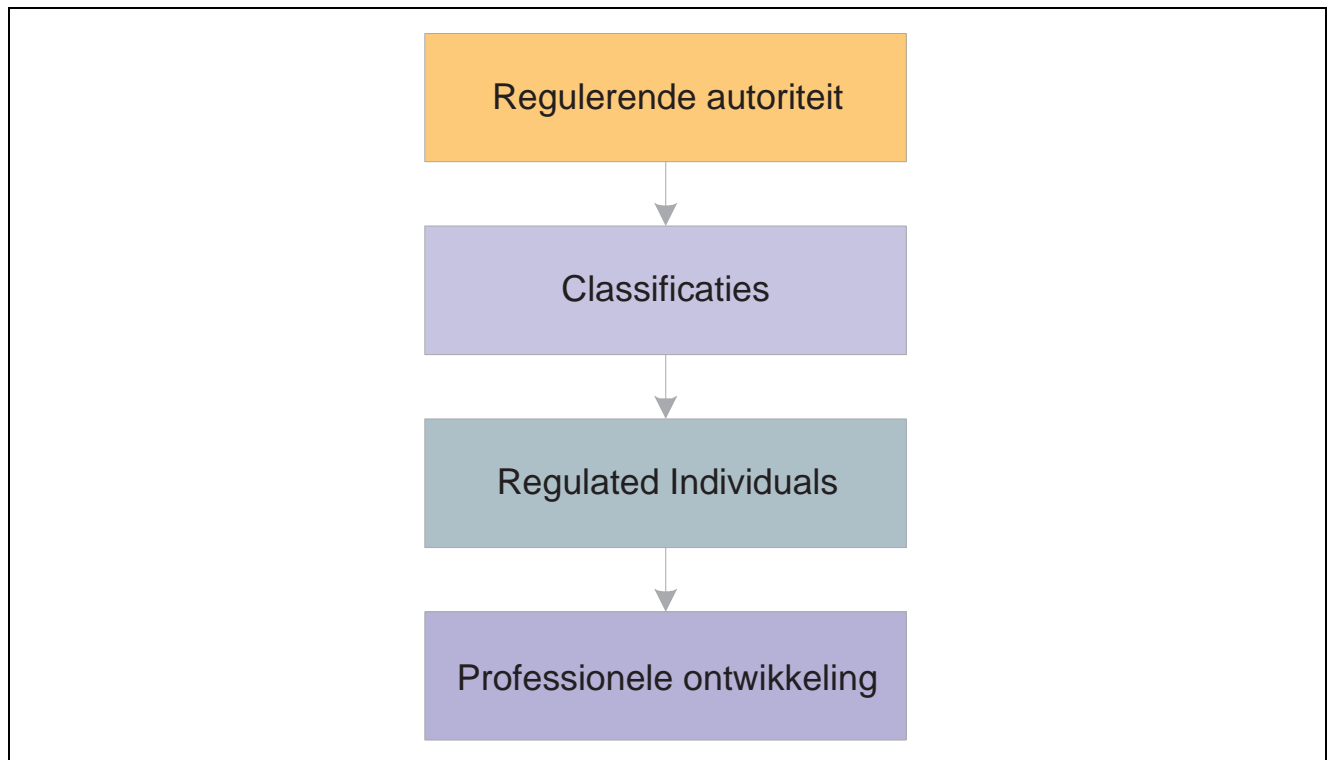 Regulerende autoriteit
Classificaties
Regulated Individuals
Professionele ontwikkeling